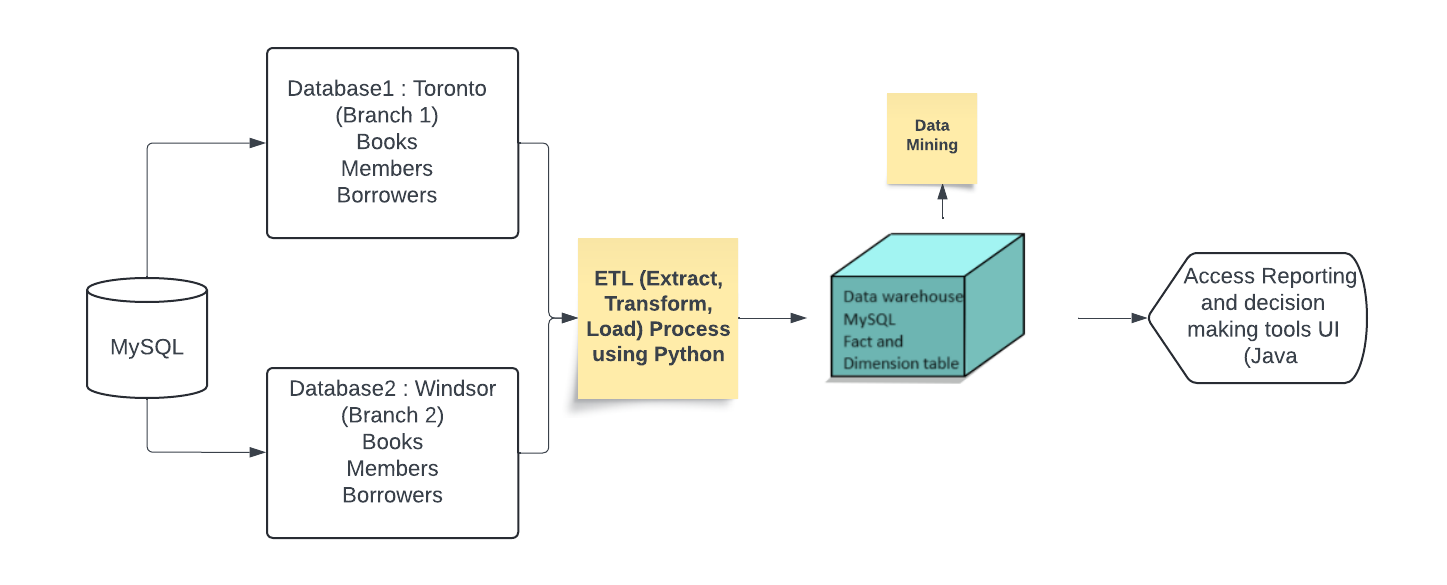 Database1 : Toronto
(Branch 1)
Books
Members
Borrowers
MySQL
Database2 : Windsor
(Branch 2)
Books
Members
Borrowers
ETL (Extract,
Transform,
Load) Process
using Python
Data
Mining
Data warehouse
MySQL
Fact and
Dimension table
Access Reporting
and decision
making tools UI
(Java